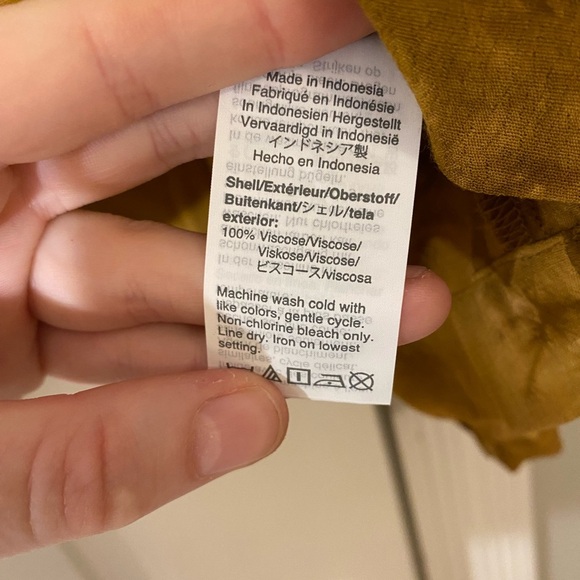 Made in Indonesia
Fabriqué en Indonésie
In Indonesien Hergestellt
Vervaardigd in Indonesië
インドネシア製
Hecho en Indonesia
Shell/Extérieur/Oberstoff/
Buitenkant/シェル/tela
exterior:
100% Viscose/Viscose/
Viskose/Viscose/
ビスコース/viscosa
Machine wash cold with
like colors, gentle cycle.
Non-chlorine bleach only.
Line dry. Iron on lowest
setting.